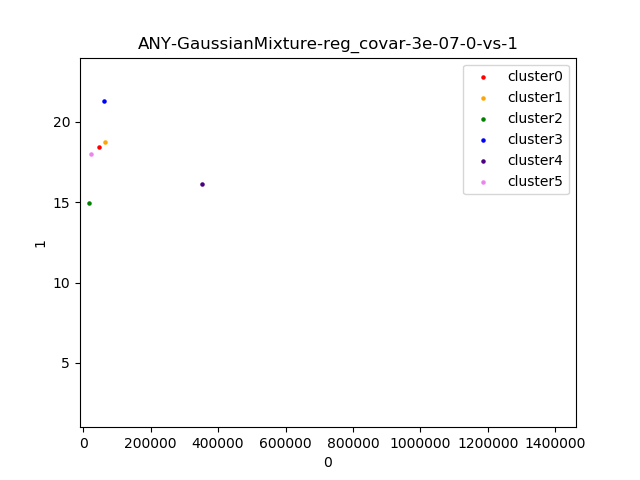 ANY-GaussianMixture-reg_covar-3e-07-0-vs-1
cluster0
cluster1
cluster2
cluster3
cluster4
cluster5
20
15
10
5
1
0 200000 400000 600000 800000 1000000 1200000 1400000
0